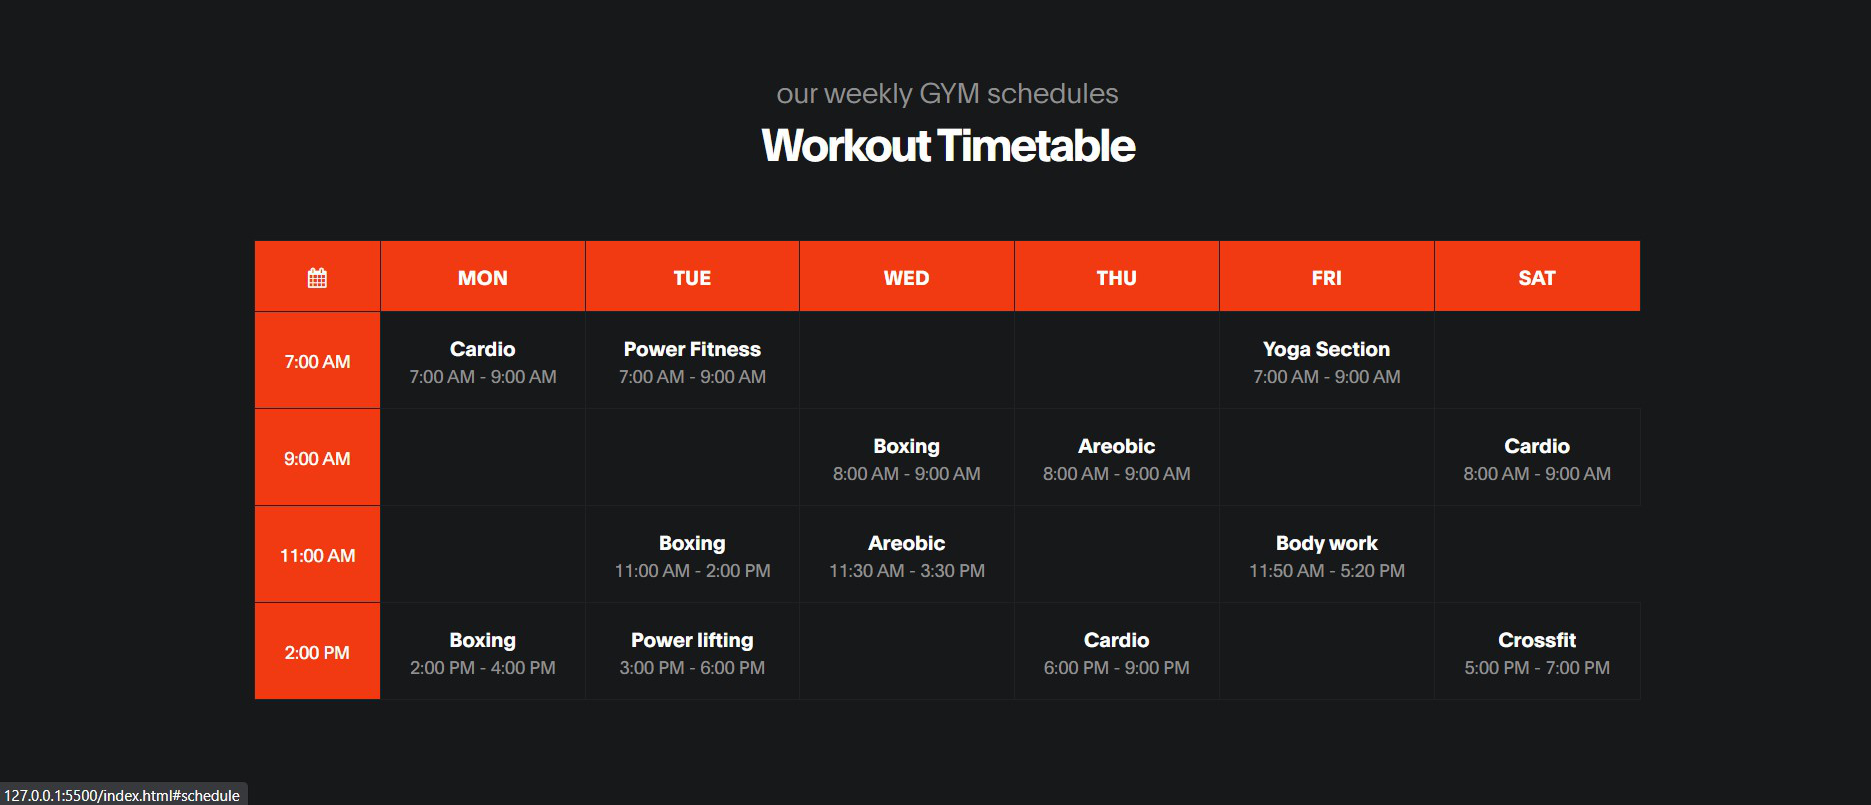 our weekly GYM schedules
Workout Timetable
MON TUE WED THU FRI SAT
7:00 AM
Cardio
7:00 AM - 9:00 AM
Power Fitness
7:00 AM - 9:00 AM
Yoga Section
7:00 AM - 9:00 AM
9:00 AM
Boxing
8:00 AM - 9:00 AM
Areobic
8:00 AM - 9:00 AM
Cardio
8:00 AM - 9:00 AM
11:00 AM
Boxing
11:00 AM - 2:00 PM
Areobic
11:30 AM - 3:30 PM
Body work
11:50 AM - 5:20 PM
2:00 PM
Boxing
2:00 PM - 4:00 PM
Power lifting
3:00 PM - 6:00 PM
Cardio
6:00 PM - 9:00 PM
Crossfit
5:00 PM - 7:00 PM
127.0.0.1:5500/index.html#schedule